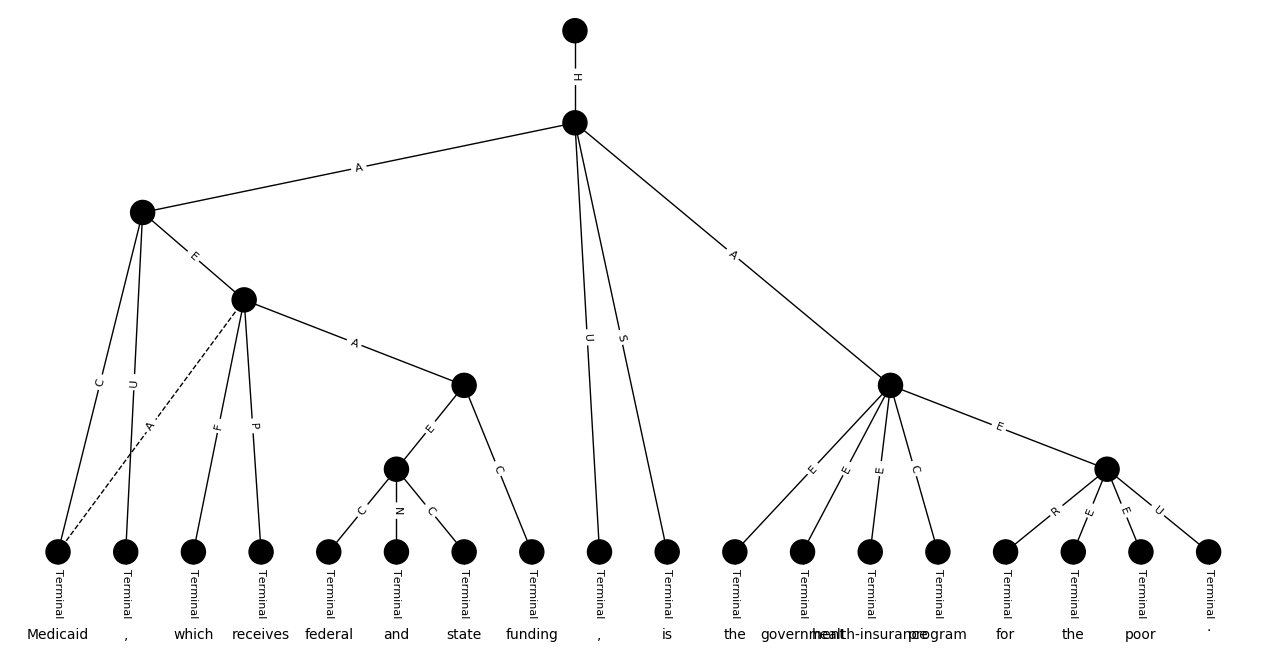 H
A
E
A
A
C
U
A
F
P
E
C
U
S
E
E
E
C
E
C
N
C
R
E
E
U
Terminal Terminal Terminal Terminal Terminal Terminal Terminal Terminal Terminal Terminal Terminal Terminal Terminal Terminal Terminal Terminal Terminal Terminal
Medicaid , which receives federal and state funding , is the government health-insurance program for the poor .